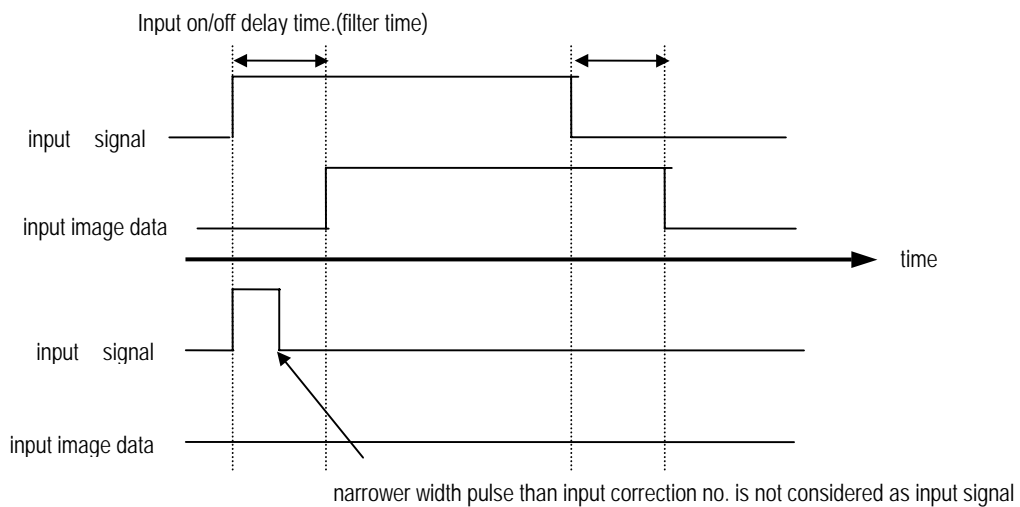 Input on/off delay time.(filter time)
input signal
input image data
time
input signal
input image data
narrower width pulse than input correction no. is not considered as input signal